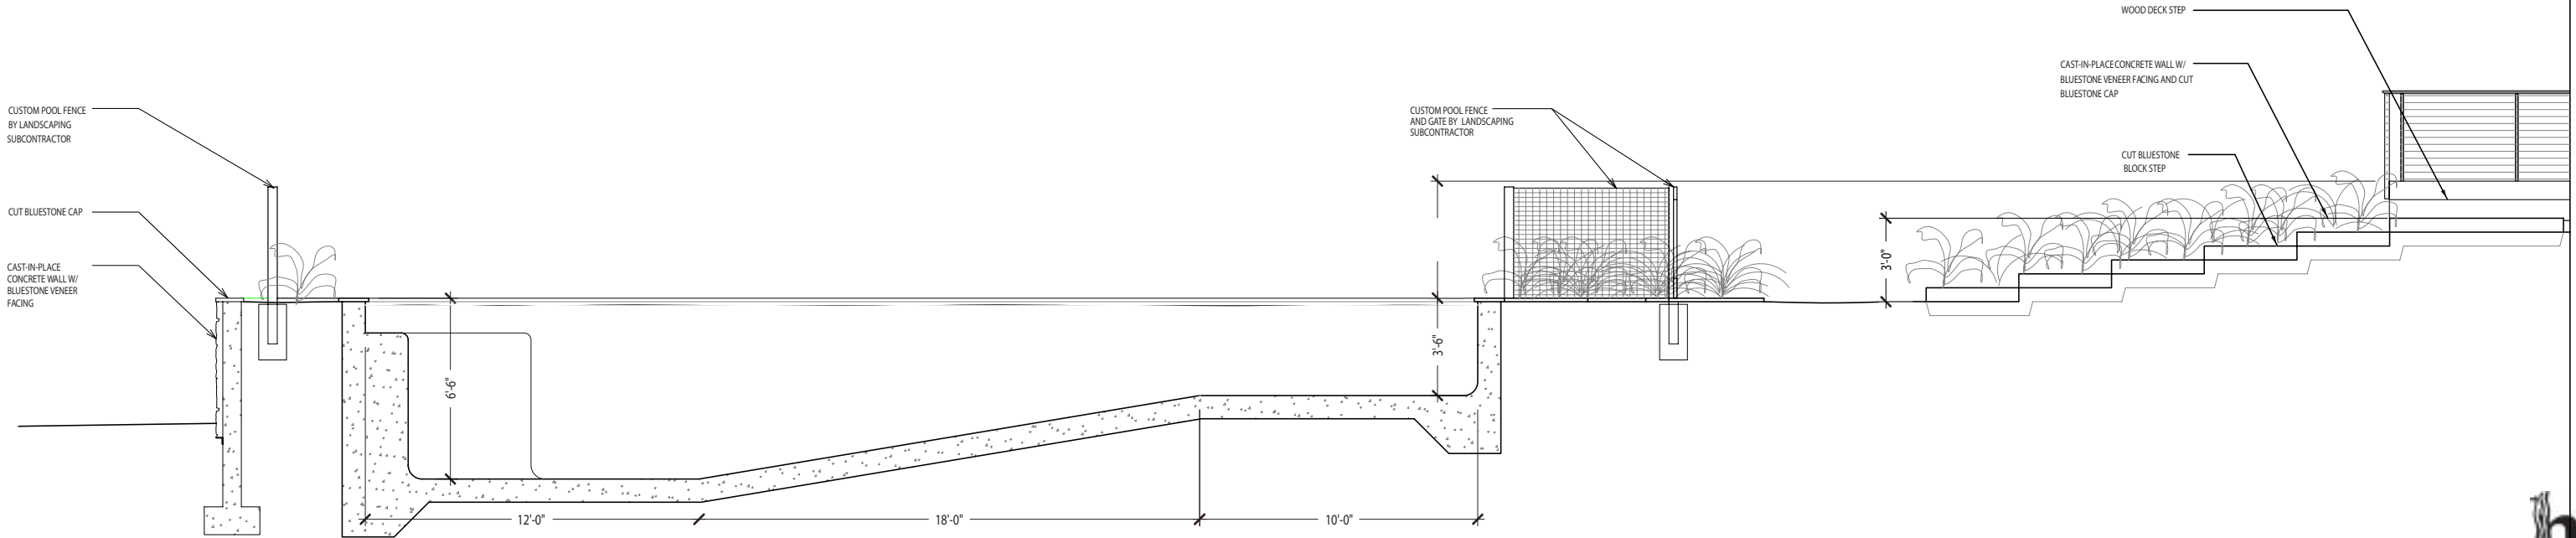 WOOD DECK STEP
CAST-IN-PLACE CONCRETE WALL W/
BLUESTONE VENEER FACING AND CUT
BLUESTONE CAP
CUSTOM POOL FENCE
BY LANDSCAPING
SUBCONTRACTOR
CUSTOM POOL FENCE
AND GATE BY LANDSCAPING
SUBCONTRACTOR
CUT BLUESTONE
BLOCK STEP
CUT BLUESTONE CAP
CAST-IN-PLACE
CONCRETE WALL W/
BLUESTONE VENEER
FACING
3'-0"
3'-6"
6'-6"
12'-0"
18'-0"
10'-0"